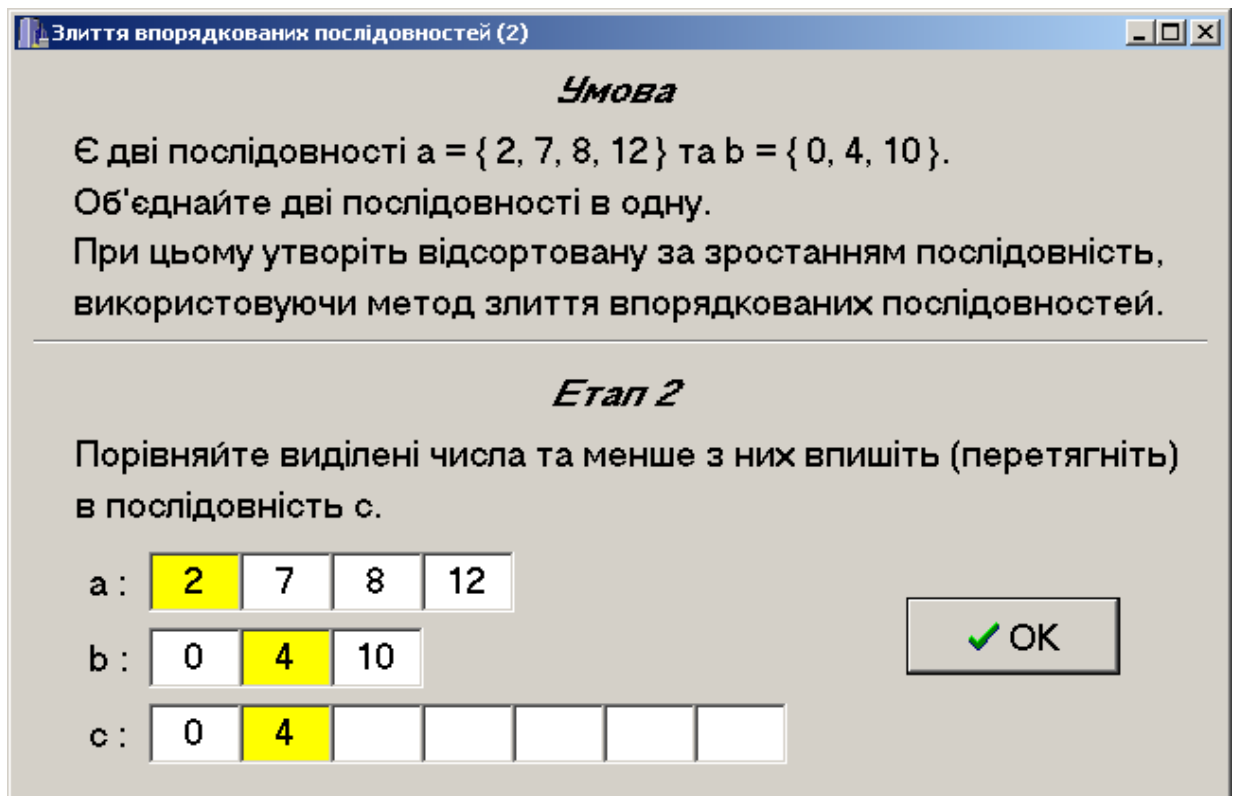 Злиття впорядкованих послідовностей (2)
Умова
Є дві послідовності a = { 2, 7, 8, 12 } та b = { 0, 4, 10 }.
Об'єднайте дві послідовності в одну.
При цьому утворіть відсортовану за зростанням послідовність,
використовуючи метод злиття впорядкованих послідовностей.
Етап 2
Порівняйте виділені числа та менше з них впишіть (перетягніть)
в послідовність c.
a : 2 7 8 12
b : 0 4 10
OK
c : 0 4